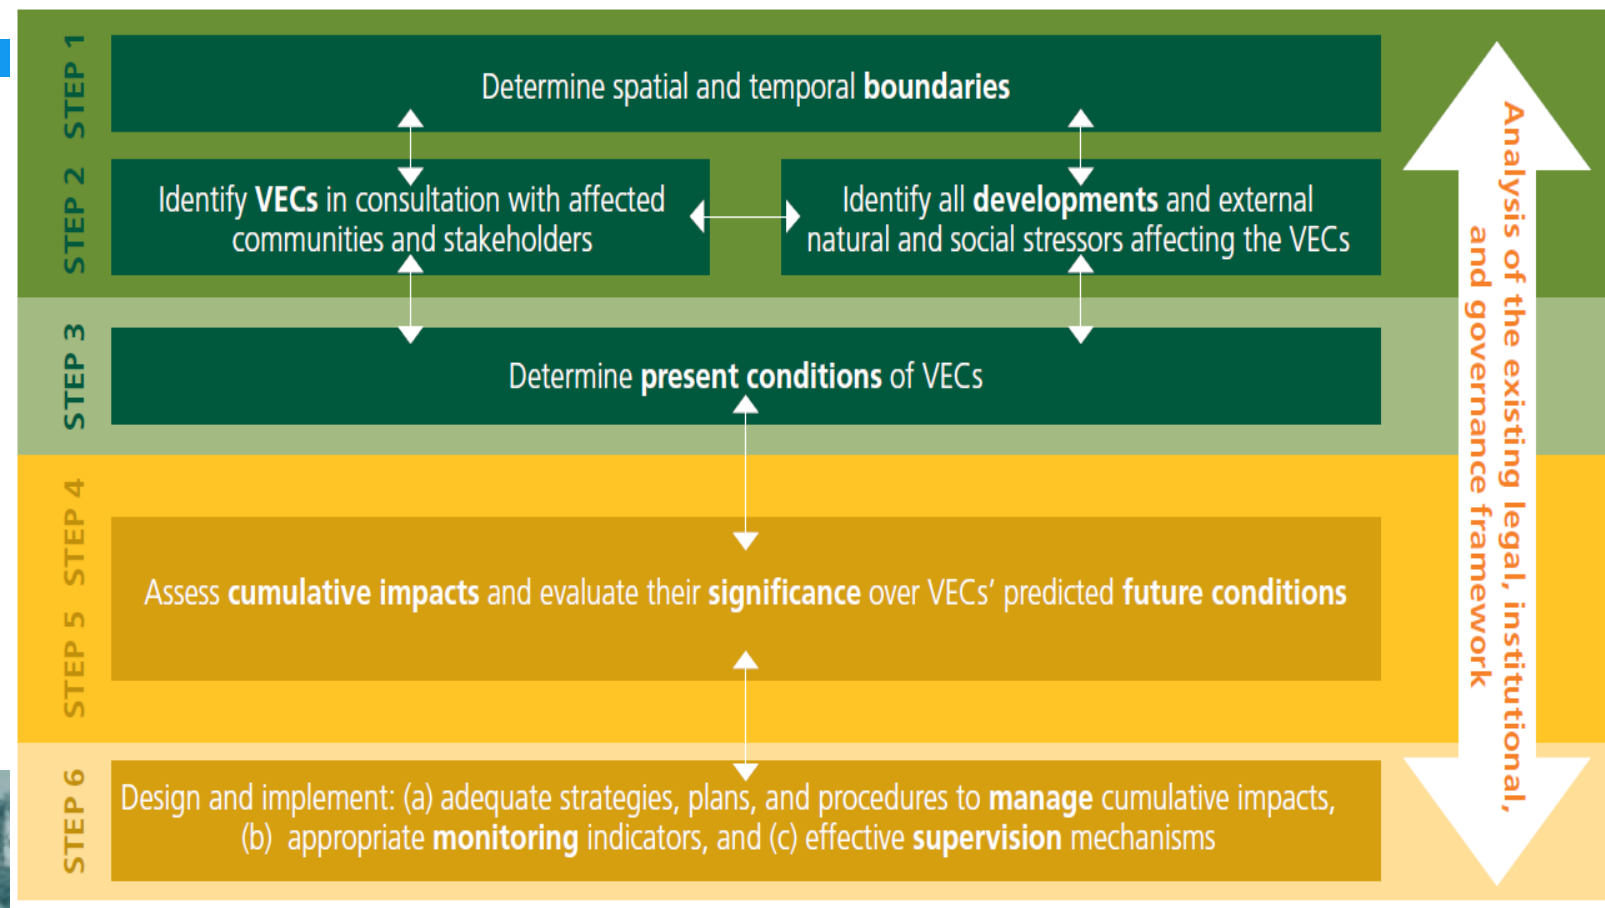 STEP 1
Determine spatial and temporal boundaries
STEP 2
Identify VECs in consultation with affected
communities and stakeholders
Identify all developments and external
natural and social stressors affecting the VECs
STEP 3
Determine present conditions of VECs
STEP 4
STEP 5
Assess cumulative impacts and evaluate their significance over VECs’ predicted future conditions
STEP 6
Design and implement: (a) adequate strategies, plans, and procedures to manage cumulative impacts,
(b) appropriate monitoring indicators, and (c) effective supervision mechanisms
Analysis of the existing legal, institutional,
and governance framework